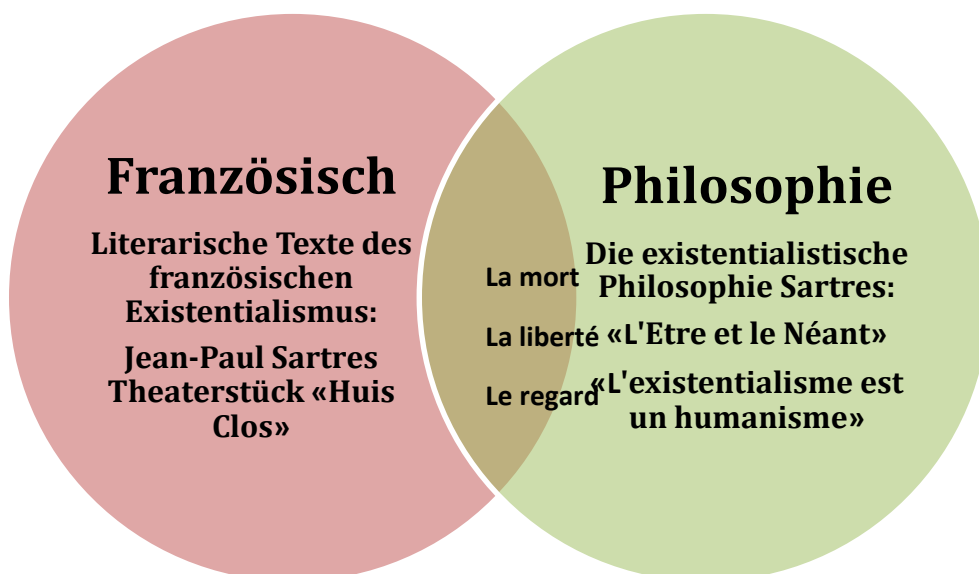 Französisch
Literarische Texte des
französischen
Existentialismus:
Jean-Paul Sartres
Theaterstück «Huis
Clos»
La mort
La liberté
Le regard
Philosophie
Die existentialistische
Philosophie Sartres:
«L'Etre et le Néant»
«L'existentialisme est
un humanisme»